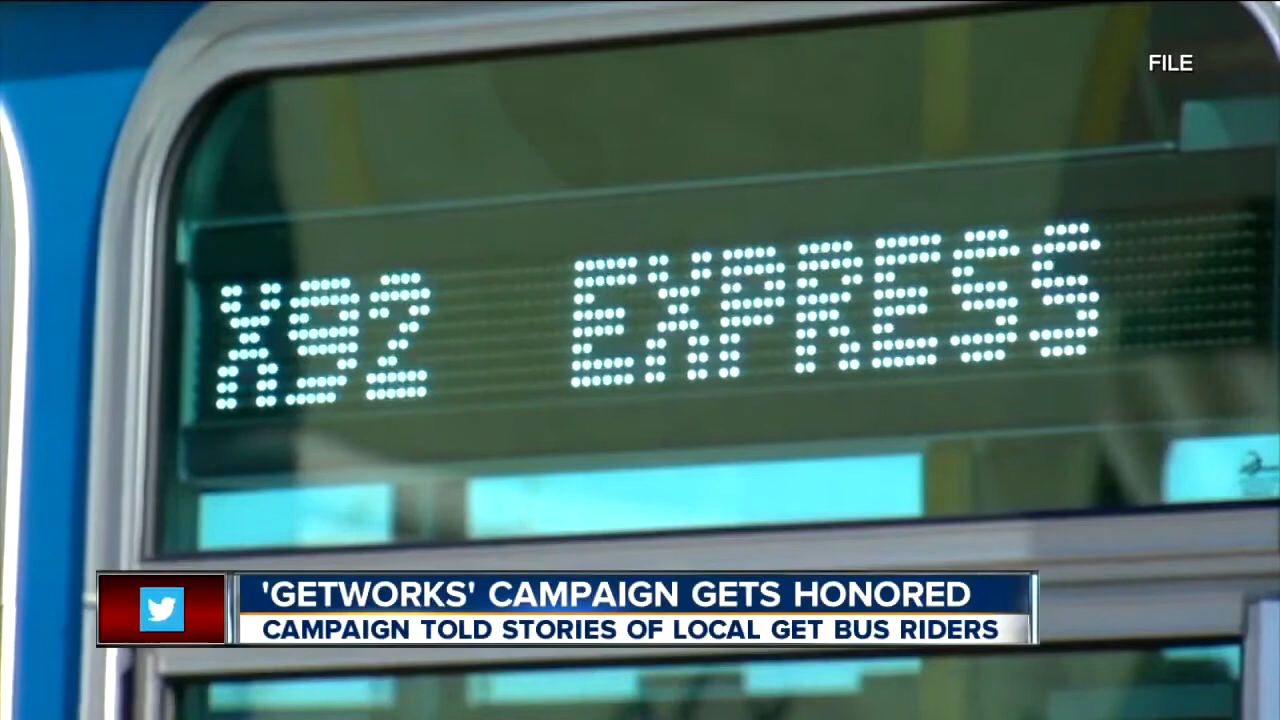 FILE
X92 EXPRESS
'GETWORKS' CAMPAIGN GETS HONORED
CAMPAIGN TOLD STORIES OF LOCAL GET BUS RIDERS